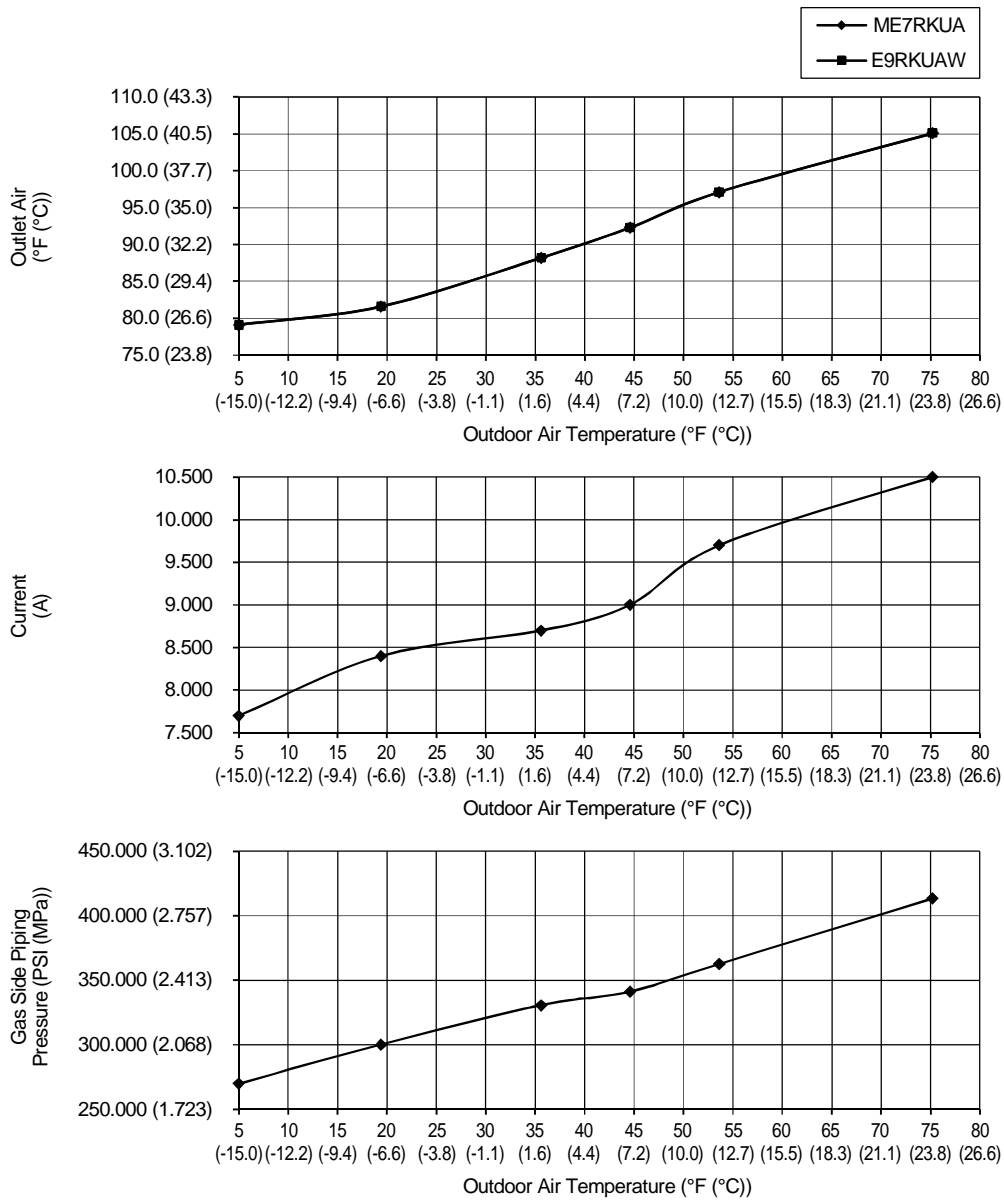 ME7RKUA
E9RKUAW
Outlet Air
(°F (°C))
110.0 (43.3)
105.0 (40.5)
100.0 (37.7)
95.0 (35.0)
90.0 (32.2)
85.0 (29.4)
80.0 (26.6)
75.0 (23.8)
5 10 15 20 25 30 35 40 45 50 55 60 65 70 75 80
(-15.0) (-12.2) (-9.4) (-6.6) (-3.8) (-1.1) (1.6) (4.4) (7.2) (10.0) (12.7) (15.5) (18.3) (21.1) (23.8) (26.6)
Outdoor Air Temperature (°F (°C))
Current
(A)
10.500
10.000
9.500
9.000
8.500
8.000
7.500
5 10 15 20 25 30 35 40 45 50 55 60 65 70 75 80
(-15.0) (-12.2) (-9.4) (-6.6) (-3.8) (-1.1) (1.6) (4.4) (7.2) (10.0) (12.7) (15.5) (18.3) (21.1) (23.8) (26.6)
Outdoor Air Temperature (°F (°C))
Gas Side Piping
Pressure (PSI (MPa))
450.000 (3.102)
400.000 (2.757)
350.000 (2.413)
300.000 (2.068)
250.000 (1.723)
5 10 15 20 25 30 35 40 45 50 55 60 65 70 75 80
(-15.0) (-12.2) (-9.4) (-6.6) (-3.8) (-1.1) (1.6) (4.4) (7.2) (10.0) (12.7) (15.5) (18.3) (21.1) (23.8) (26.6)
Outdoor Air Temperature (°F (°C))